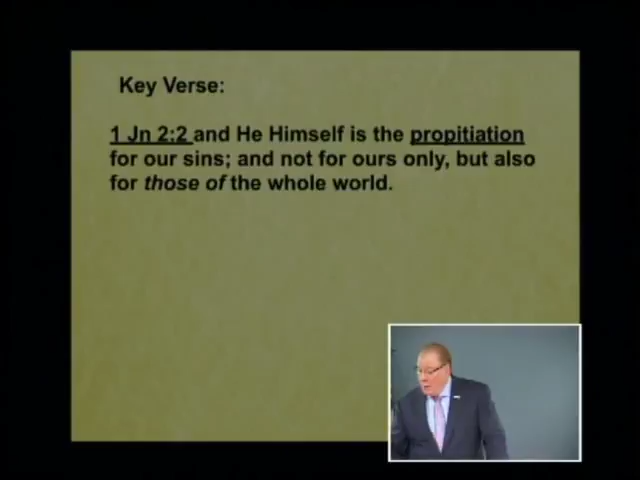 Key Verse:
1 Jn 2:2 and He Himself is the propitiation
for our sins; and not for ours only, but also
for those of the whole world.